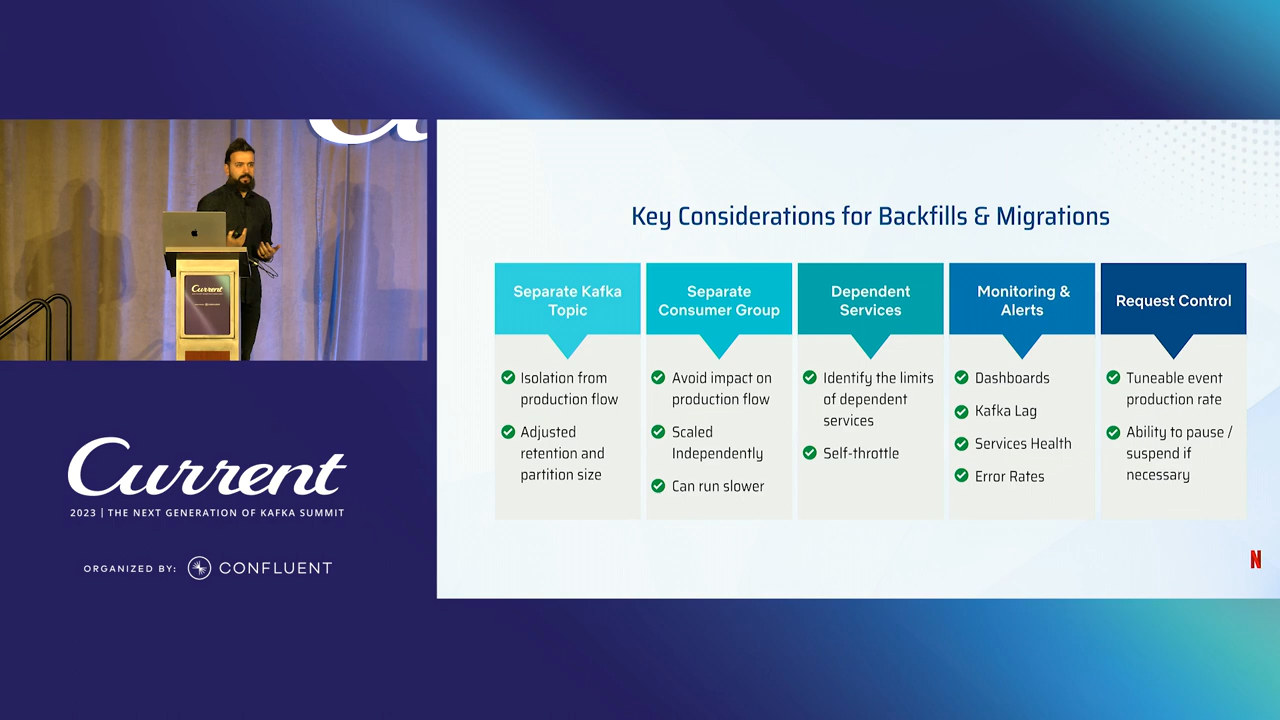 Current
Current
2023 | THE NEXT GENERATION OF KAFKA SUMMIT
ORGANIZED BY: CONFLUENT
Key Considerations for Backfills & Migrations
Separate Kafka
Topic
Isolation from
production flow
Adjusted
retention and
partition size
Separate
Consumer Group
Avoid impact on
production flow
Scaled
Independently
Can run slower
Dependent
Services
Identify the limits
of dependent
services
Self-throttle
Monitoring &
Alerts
Dashboards
Kafka Lag
Services Health
Error Rates
Request Control
Tuneable event
production rate
Ability to pause /
suspend if
necessary
N